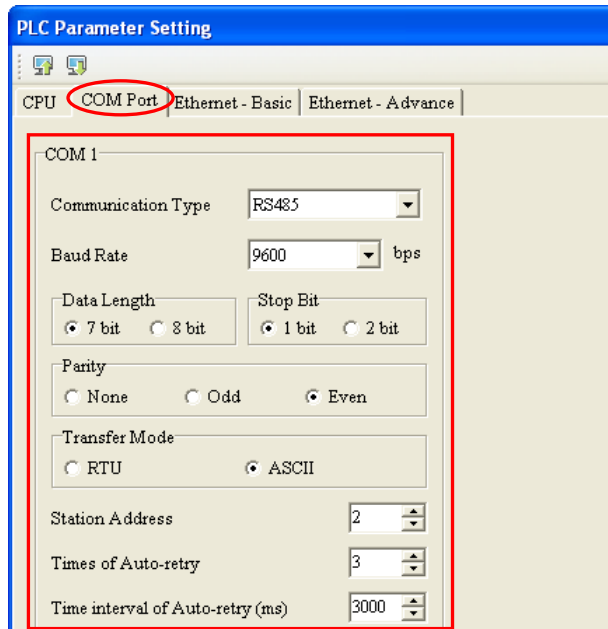 PLC Parameter Setting
CPU COM Port Ethernet - Basic Ethernet - Advance
COM 1
Communication Type RS485
Baud Rate 9600 bps
Data Length Stop Bit
7 bit 8 bit 1 bit 2 bit
Parity
None Odd Even
Transfer Mode
RTU ASCII
Station Address 2
Times of Auto-retry 3
Time interval of Auto-retry (ms) 3000